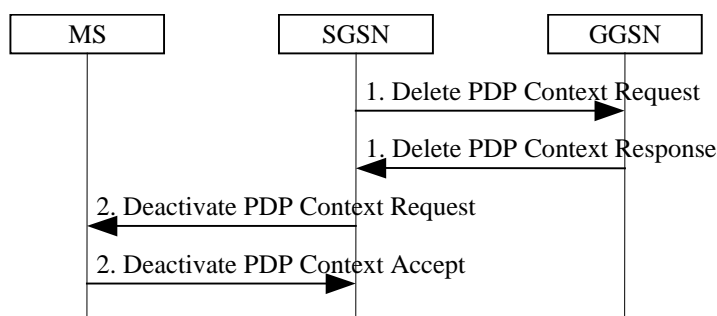 MS SGSN GGSN
1. Delete PDP Context Request
1. Delete PDP Context Response
2. Deactivate PDP Context Request
2. Deactivate PDP Context Accept